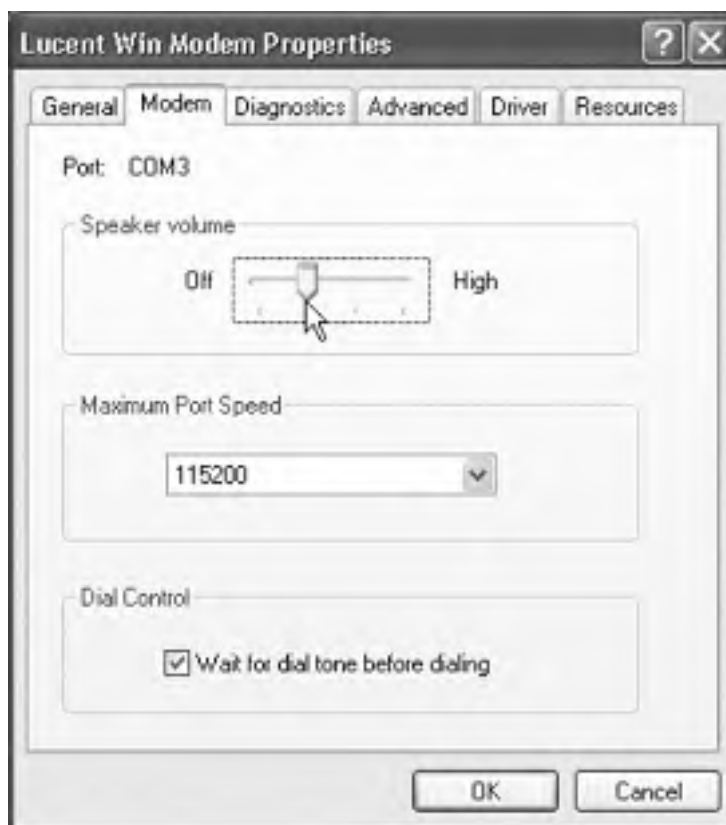 Lucent Win Modem Properties
General Modem Diagnostics Advanced Driver Resources
Port: COM3
Speaker volume
Off High
Maximum Port Speed
115200
Dial Control
Wait for dial tone before dialing
OK Cancel